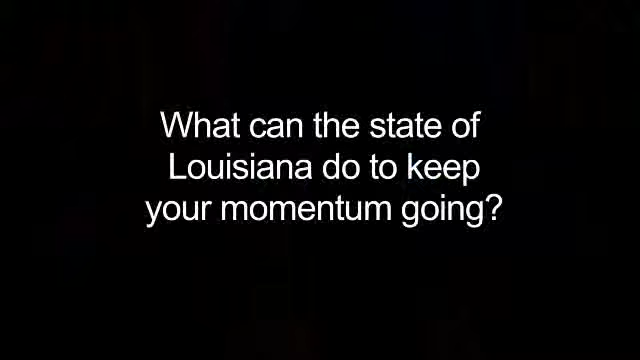 What can the state of
Louisiana do to keep
your momentum going?